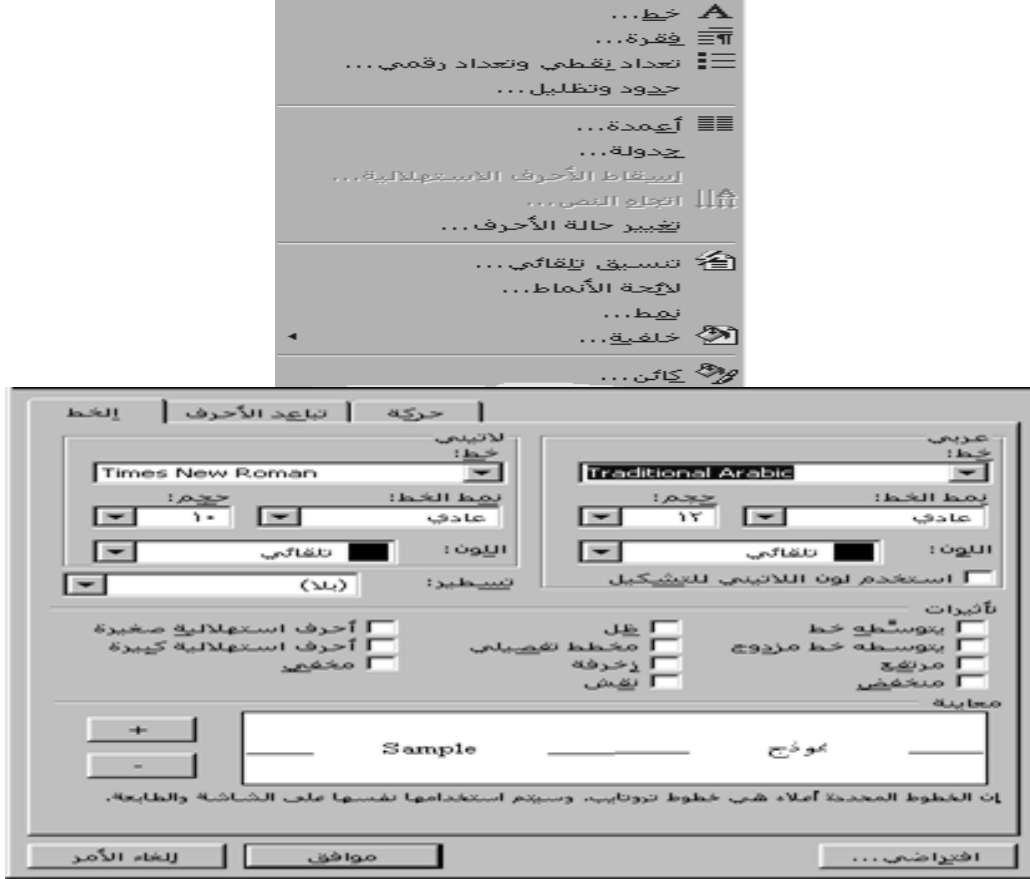 خط...
فقرة...
تعداد نقطي وتعداد رقمي...
حدود وتظليل...
أعمدة...
جدولة...
إسقاط الأحرف الاستهلالية...
اتجاه النص...
تغيير حالة الأحرف...
تنسيق تلقائي...
لائحة الأنماط...
نمط...
خلفية...
كائن...
الخط تباعد الأحرف حركة
عربي لاتيني
خط: خط:
Traditional Arabic Times New Roman
نمط الخط: حجم: نمط الخط: حجم:
عادي ١٢ عادي ١٠
اللون: تلقائي اللون: تلقائي
استخدم لون اللاتيني للتشكيل تسطير: (بلا)
تأثيرات
يتوسطه خط ظل أحرف استهلالية صغيرة
يتوسطه خط مزدوج مخطط تفصيلي أحرف استهلالية كبيرة
مرتفع زخرفة مخفي
منخفض نقش
معاينة
+
نموذج Sample
-
إن الخطوط المحددة أعلاه هي خطوط تروتايب، وسيتم استخدامها نفسها على الشاشة والطابعة.
افتراضي... موافق إلغاء الأمر